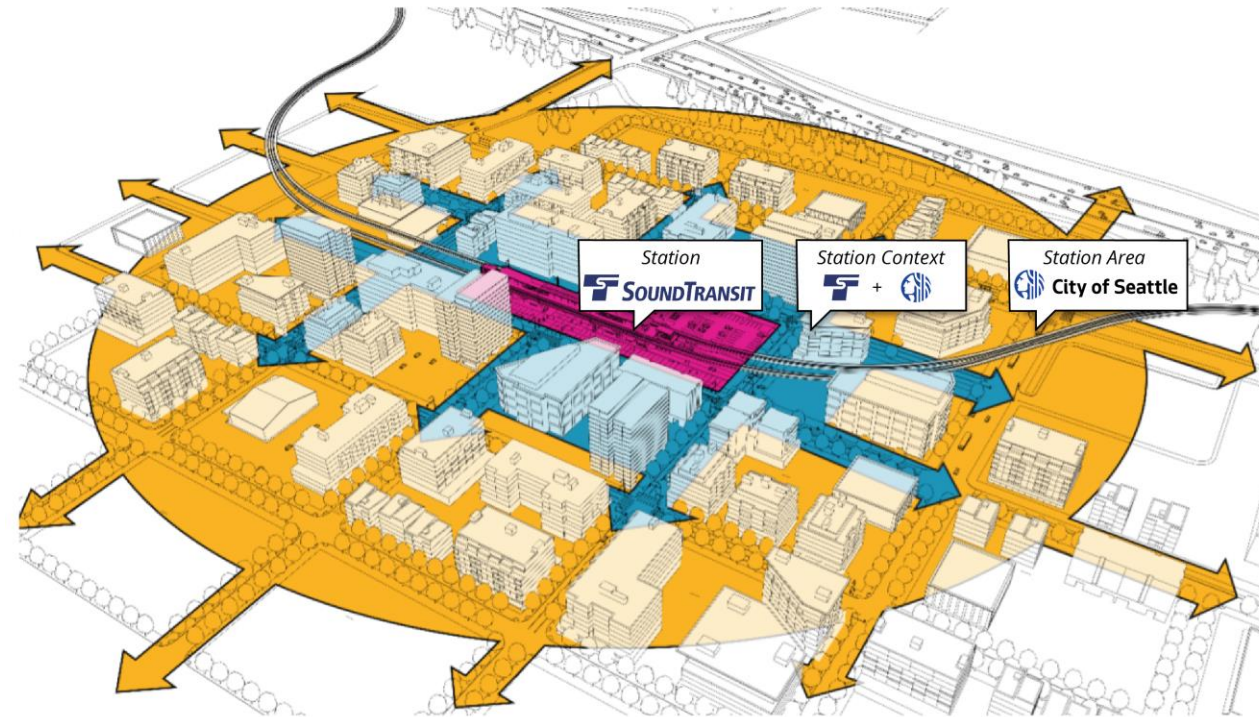 Station
SOUNDTRANSIT
Station Context
+
Station Area
City of Seattle